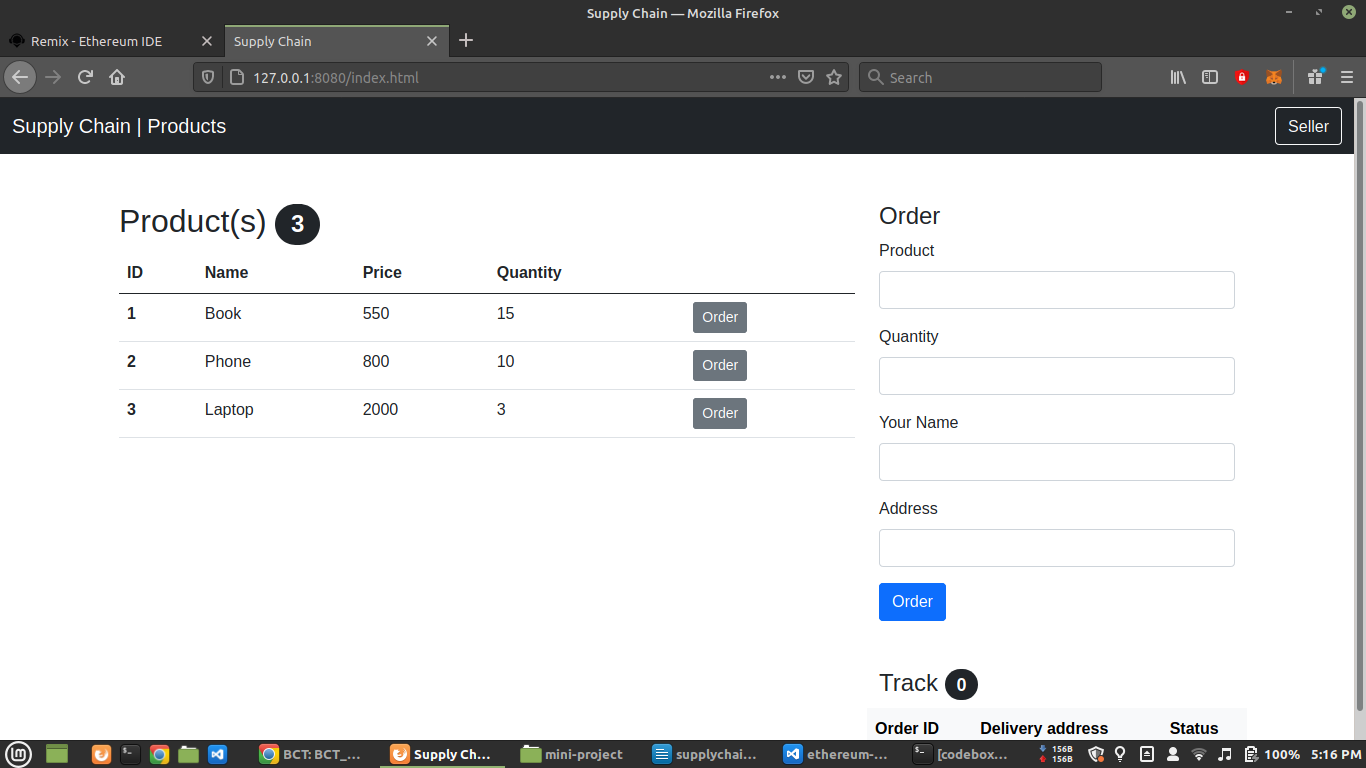 Supply Chain — Mozilla Firefox
Remix - Ethereum IDE
Supply Chain
127.0.0.1:8080/index.html
Search
Supply Chain | Products
Seller
Product(s) 3
ID Name Price Quantity
1 Book 550 15 Order
2 Phone 800 10 Order
3 Laptop 2000 3 Order
Order
Product
Quantity
Your Name
Address
Order
Track 0
Order ID Delivery address Status
BCT: BCT_...
Supply Ch...
mini-project
supplychai...
ethereum-...
[codebox...
156B
156B
100%
5:16 PM